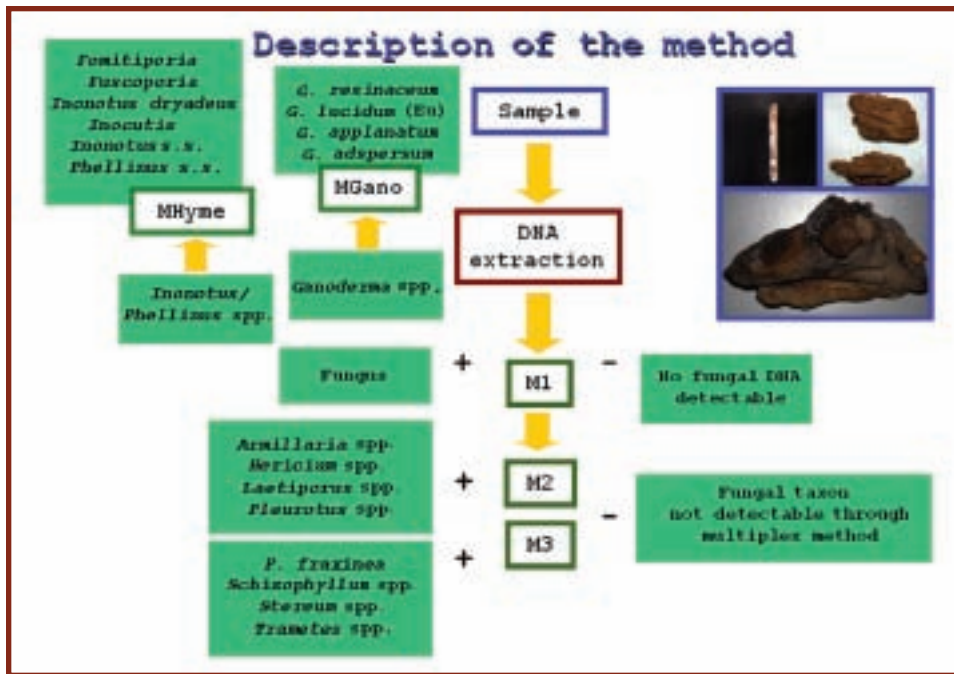 Description of the method
Fomitiporia
Fuscoporia
Inonotus dryadeus
Inocutis
Inonotus s.s.
Phellinus s.s.
MHyme
Inonotus/
Phellinus spp.
G. resinaceum
G. lucidum (Eu)
G. applanatum
G. adspersum
MGano
Ganoderma spp.
Sample
DNA
extraction
Fungus
+
M1
-
No fungal DNA
detectable
Armillaria spp.
Hericium spp.
Laetiporus spp.
Pleurotus spp.
+
M2
P. fraxinea
Schizophyllum spp.
Stereum spp.
Trametes spp.
+
M3
-
Fungal taxon
not detectable through
multiplex method